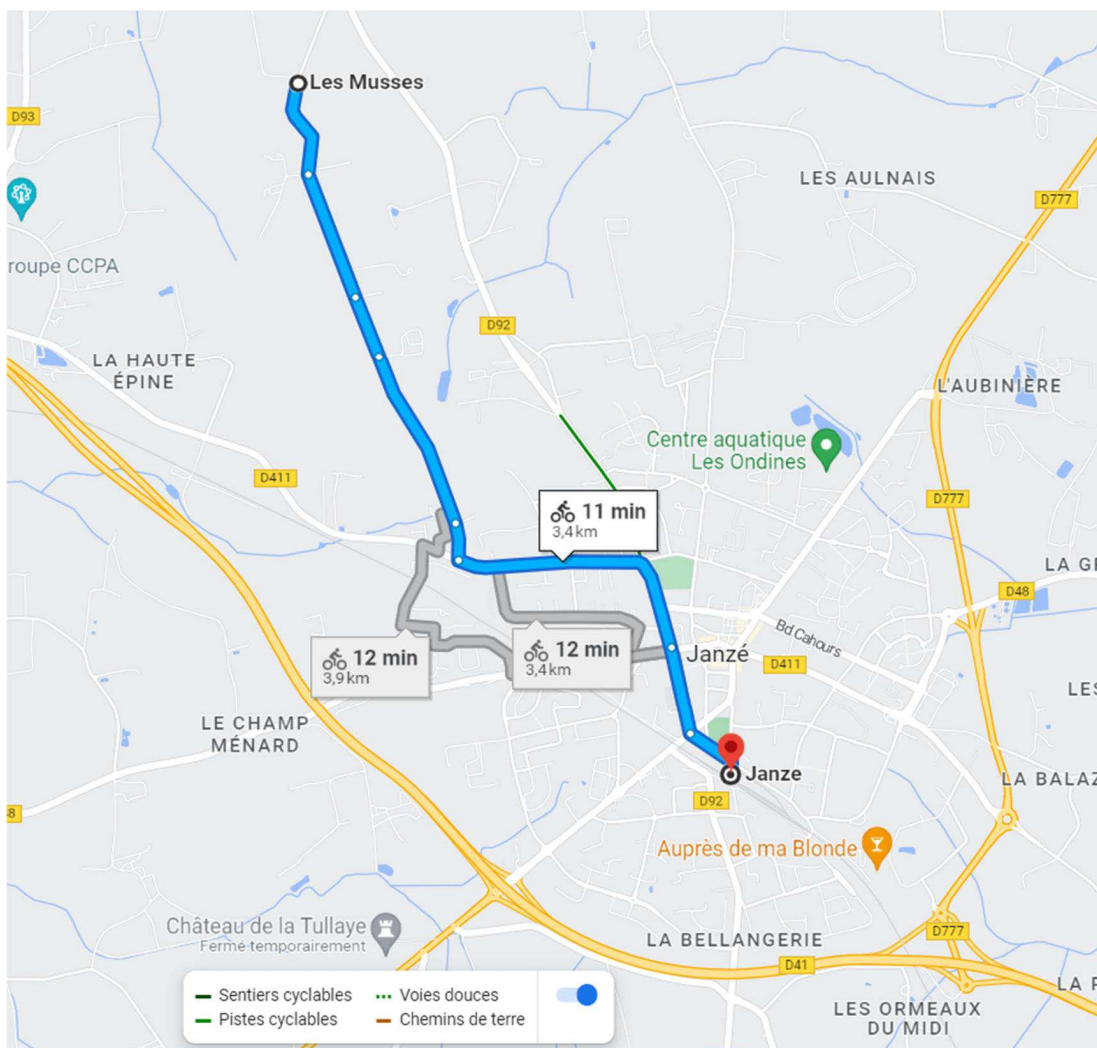 Les Musses
D93
LES AULNAIS
D777
roupe CCPA
D92
LA HAUTE
ÉPINE
L'AUBINIÈRE
Centre aquatique
Les Ondines
D411
D777
11 min
3,4 km
LA GR
D48
Bd Cahours
12 min
3,9 km
12 min
3,4 km
Janzé
D411
LES
LE CHAMP
MÉNARD
Janze
LA BALAZ
D92
8
Auprès de ma Blonde
Château de la Tullaye
Fermé temporairement
LA BELLANGERIE
D777
D41
LA F
Sentiers cyclables
Voies douces
Pistes cyclables
Chemins de terre
LES ORMEAUX
DU MIDI